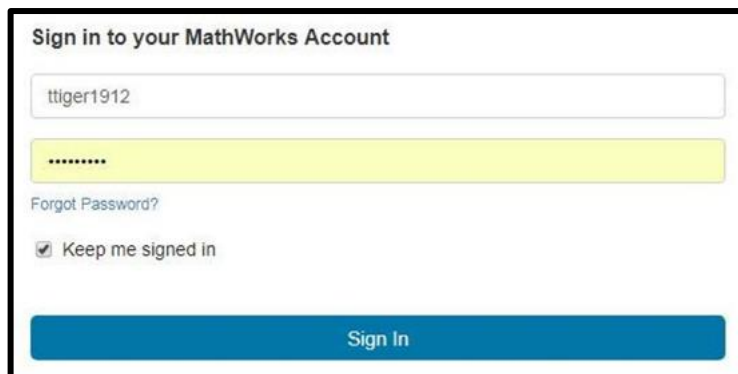 Sign in to your MathWorks Account
ttiger1912
•••••••••
Forgot Password?
Keep me signed in
Sign In